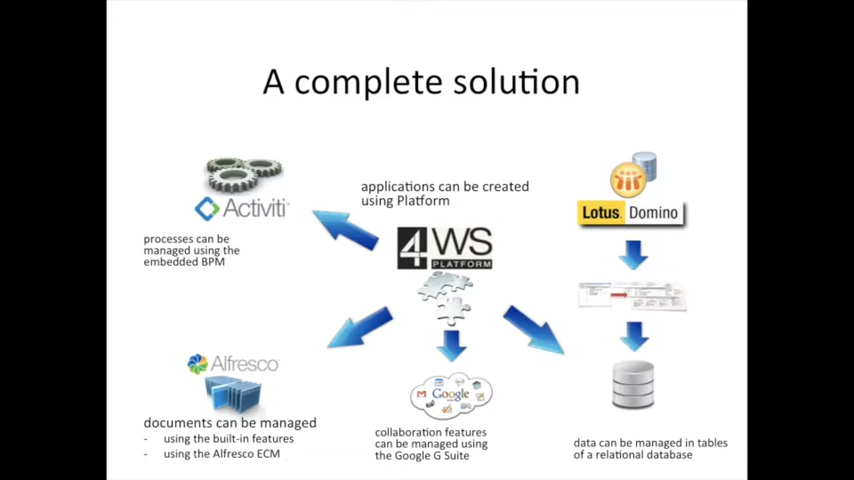 A complete solution
applications can be created
using Platform
Activiti
Lotus. Domino
4WS
PLATFORM
processes can be
managed using the
embedded BPM
Alfresco
Google
documents can be managed
- using the built-in features
- using the Alfresco ECM
collaboration features
can be managed using
the Google G Suite
data can be managed in tables
of a relational database